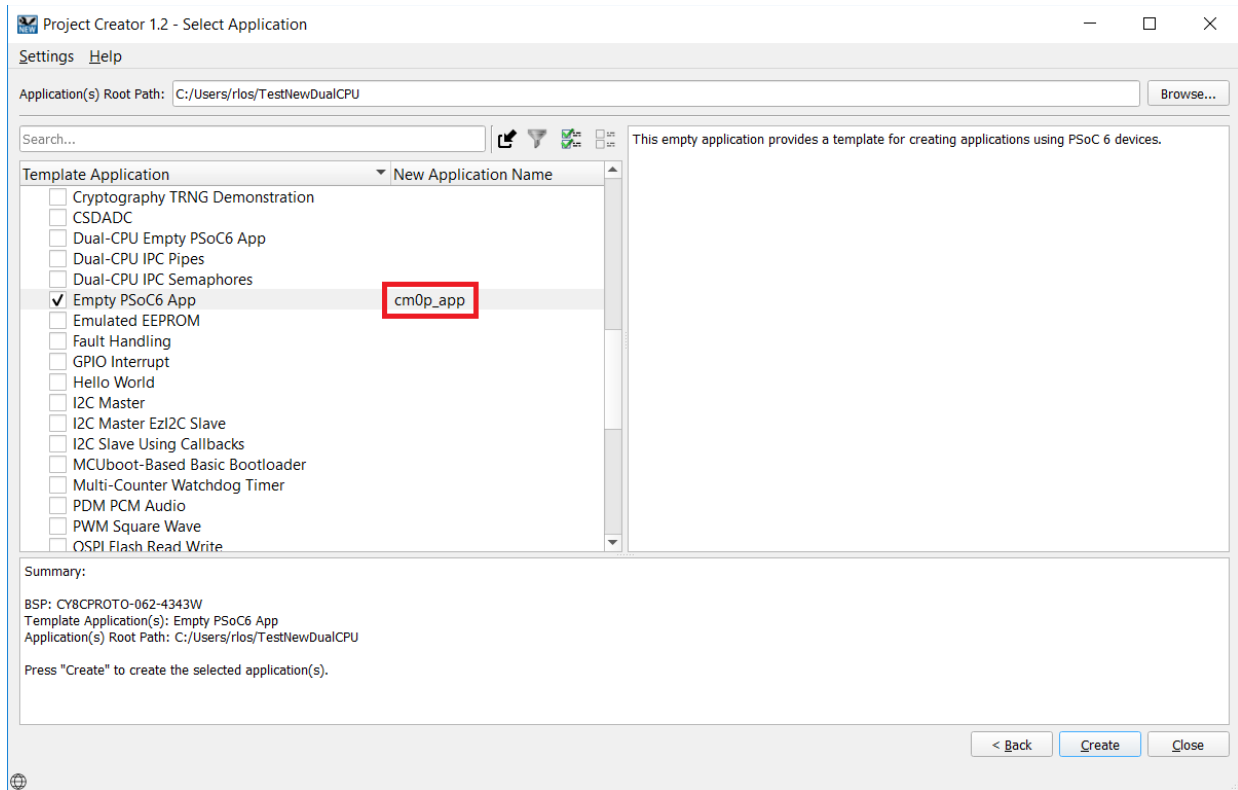 Project Creator 1.2 - Select Application
Settings Help
Application(s) Root Path: C:/Users/rlos/TestNewDualCPU Browse...
Search...
Template Application New Application Name
Cryptography TRNG Demonstration
CSDADC
Dual-CPU Empty PSoC6 App
Dual-CPU IPC Pipes
Dual-CPU IPC Semaphores
Empty PSoC6 App cm0p_app
Emulated EEPROM
Fault Handling
GPIO Interrupt
Hello World
I2C Master
I2C Master EzI2C Slave
I2C Slave Using Callbacks
MCUboot-Based Basic Bootloader
Multi-Counter Watchdog Timer
PDM PCM Audio
PWM Square Wave
QSPI Flash Read Write
This empty application provides a template for creating applications using PSoC 6 devices.
Summary:
BSP: CY8CPROTO-062-4343W
Template Application(s): Empty PSoC6 App
Application(s) Root Path: C:/Users/rlos/TestNewDualCPU
Press "Create" to create the selected application(s).
< Back Create Close